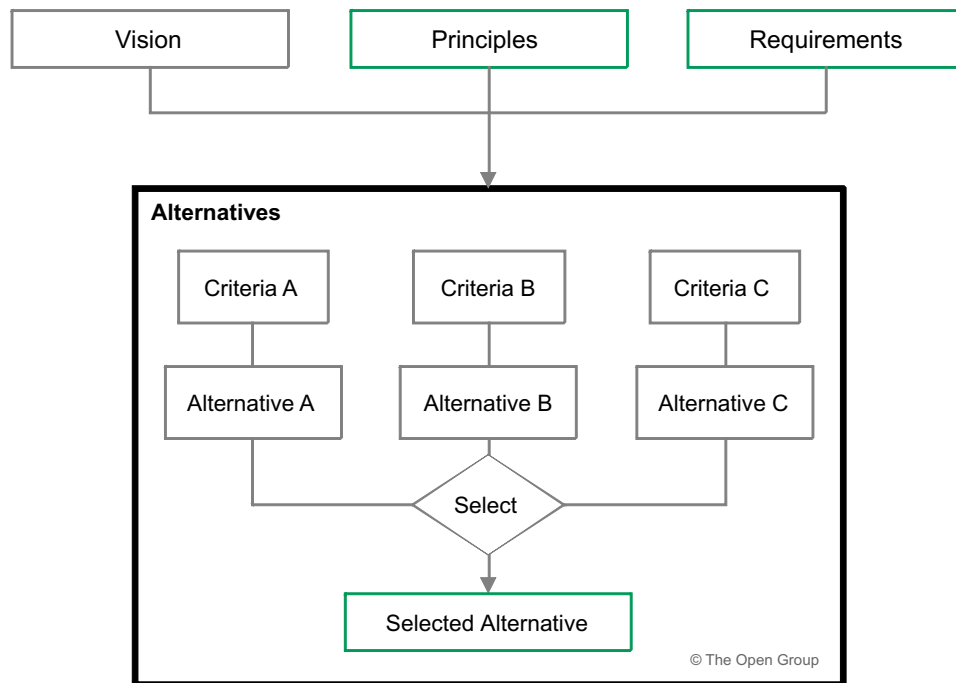 Vision
Principles
Requirements
Alternatives
Criteria A
Criteria B
Criteria C
Alternative A
Alternative B
Alternative C
Select
Selected Alternative
© The Open Group